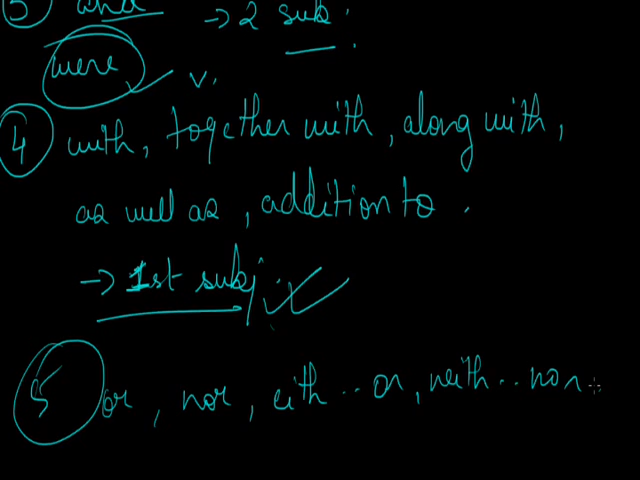 3) and → 2 sub.
were v.
4 with, together with, along with,
as well as, addition to.
→ 1st subj
5 or, nor, eith .. or, neith .. nor